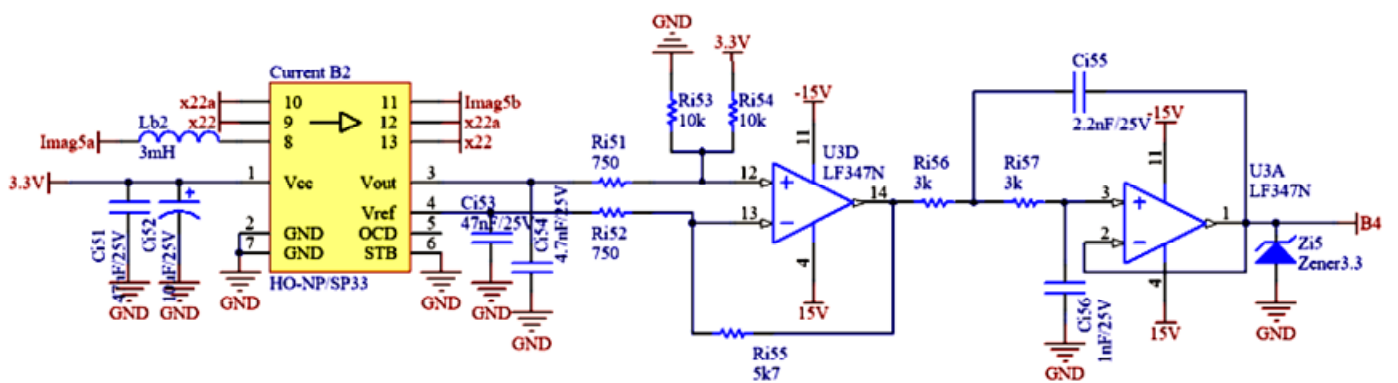 GND
3.3V
Ci55
Current B2
-15V
-15V
x22a
10
11
Imag5b
Ri53
10k
Ri54
10k
2.2nF/25V
x22
9
12
x22a
Lb2
Imag5a
8
13
x22
3mH
11
11
Ri51
750
U3D
LF347N
Ri56
3k
Ri57
3k
U3A
LF347N
3.3V
1
Vcc
Vout
3
12
+
14
3
+
Vref
4
Ci53
47nF/25V
13
-
1
B4
2
GND
OCD
5
Ri52
750
2
-
Zi5
Zener3.3
7
GND
STB
6
4
4
Ci51
47nF/25V
Ci52
+
Ci54
4.7nF/25V
HO-NP/SP33
GND
GND
GND
GND
GND
GND
15V
Ci56
1nF/25V
15V
GND
Ri55
5k7
GND